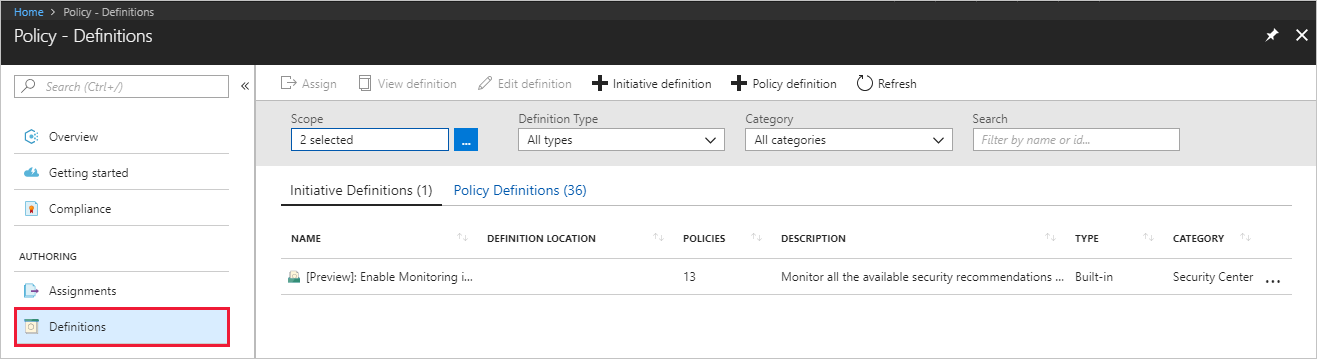 Home > Policy - Definitions
Policy - Definitions
Search (Ctrl+/)
Overview
Getting started
Compliance
AUTHORING
Assignments
Definitions
Assign View definition Edit definition Initiative definition Policy definition Refresh
Scope Definition Type Category Search
2 selected ... All types All categories Filter by name or id...
Initiative Definitions (1) Policy Definitions (36)
NAME DEFINITION LOCATION POLICIES DESCRIPTION TYPE CATEGORY
[Preview]: Enable Monitoring i... 13 Monitor all the available security recommendations ... Built-in Security Center ...